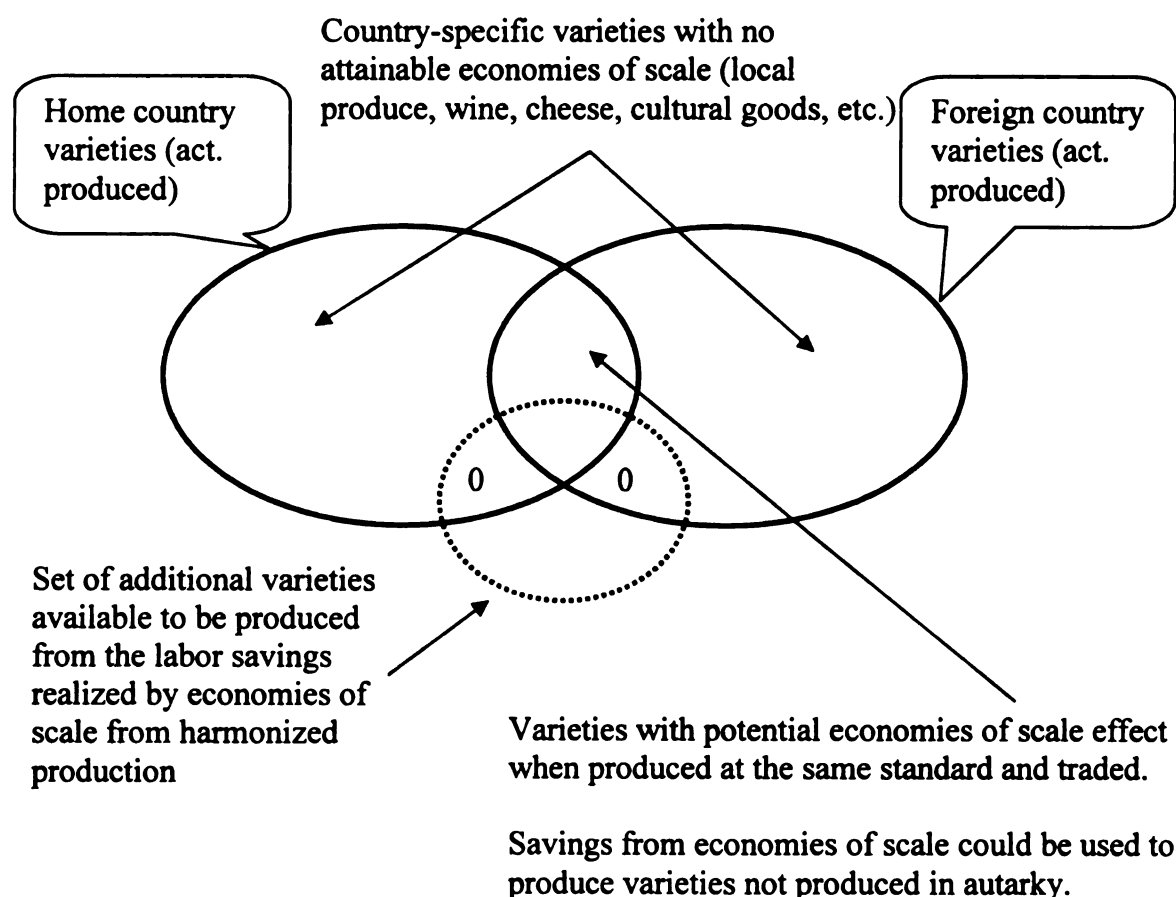 Country-specific varieties with no
attainable economies of scale (local
produce, wine, cheese, cultural goods, etc.)
Home country
varieties (act.
produced)
Foreign country
varieties (act.
produced)
0
0
Set of additional varieties
available to be produced
from the labor savings
realized by economies of
scale from harmonized
production
Varieties with potential economies of scale effect
when produced at the same standard and traded.
Savings from economies of scale could be used to
produce varieties not produced in autarky.